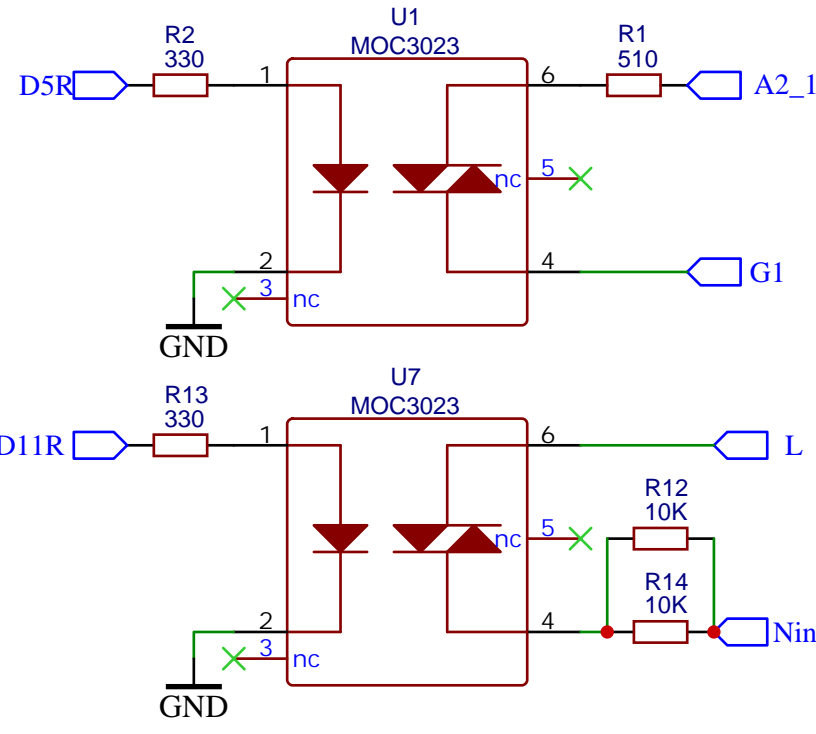 U1
MOC3023
R2
330
R1
510
D5R
1
6
A2_1
nc
5
2
4
G1
3
nc
GND
U7
MOC3023
R13
330
D11R
1
6
L
R12
10K
nc
5
R14
10K
2
4
Nin
3
nc
GND